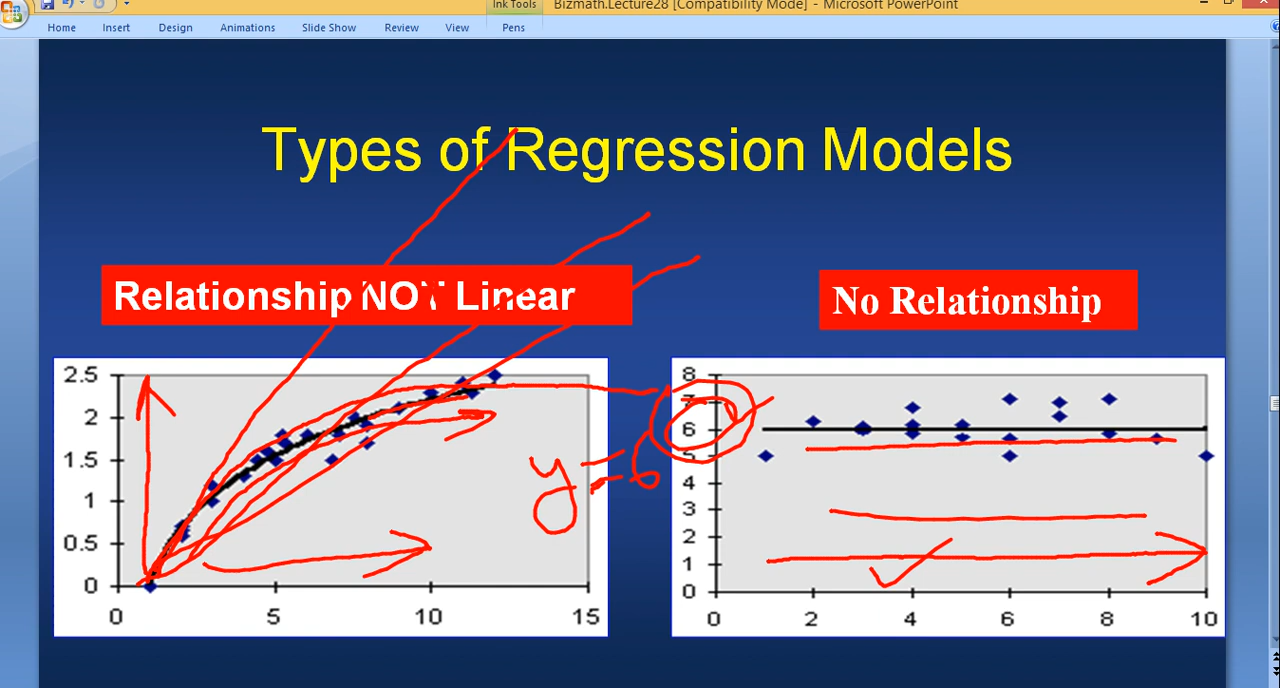 Ink Tools
Bizmath.Lecture28 [Compatibility Mode] - Microsoft PowerPoint
Home Insert Design Animations Slide Show Review View Pens
Types of Regression Models
Relationship NOT Linear
No Relationship
2.5
2
1.5
1
0.5
0
0 5 10 15
8
7
6
5
4
3
2
1
0
0 2 4 6 8 10
y = 6